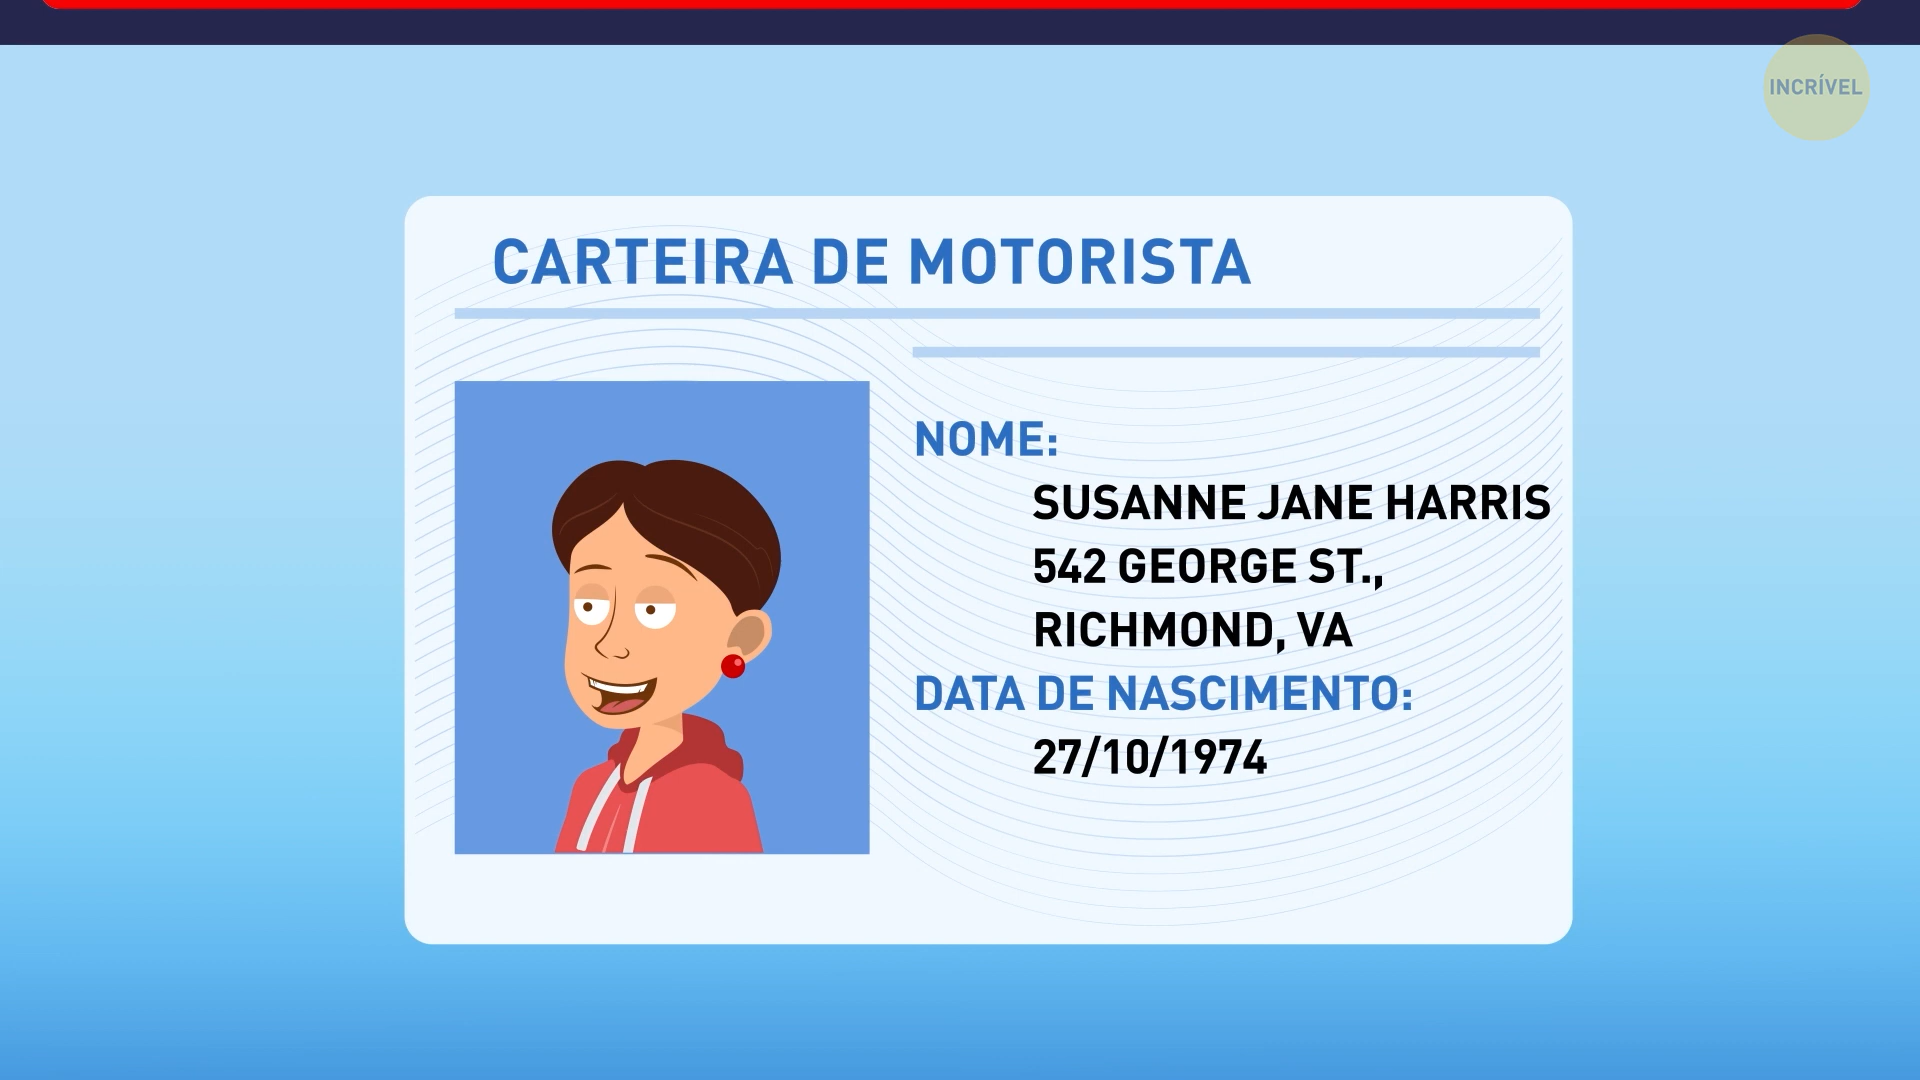 INCRÍVEL
CARTEIRA DE MOTORISTA
NOME:
SUSANNE JANE HARRIS
542 GEORGE ST.,
RICHMOND, VA
DATA DE NASCIMENTO:
27/10/1974